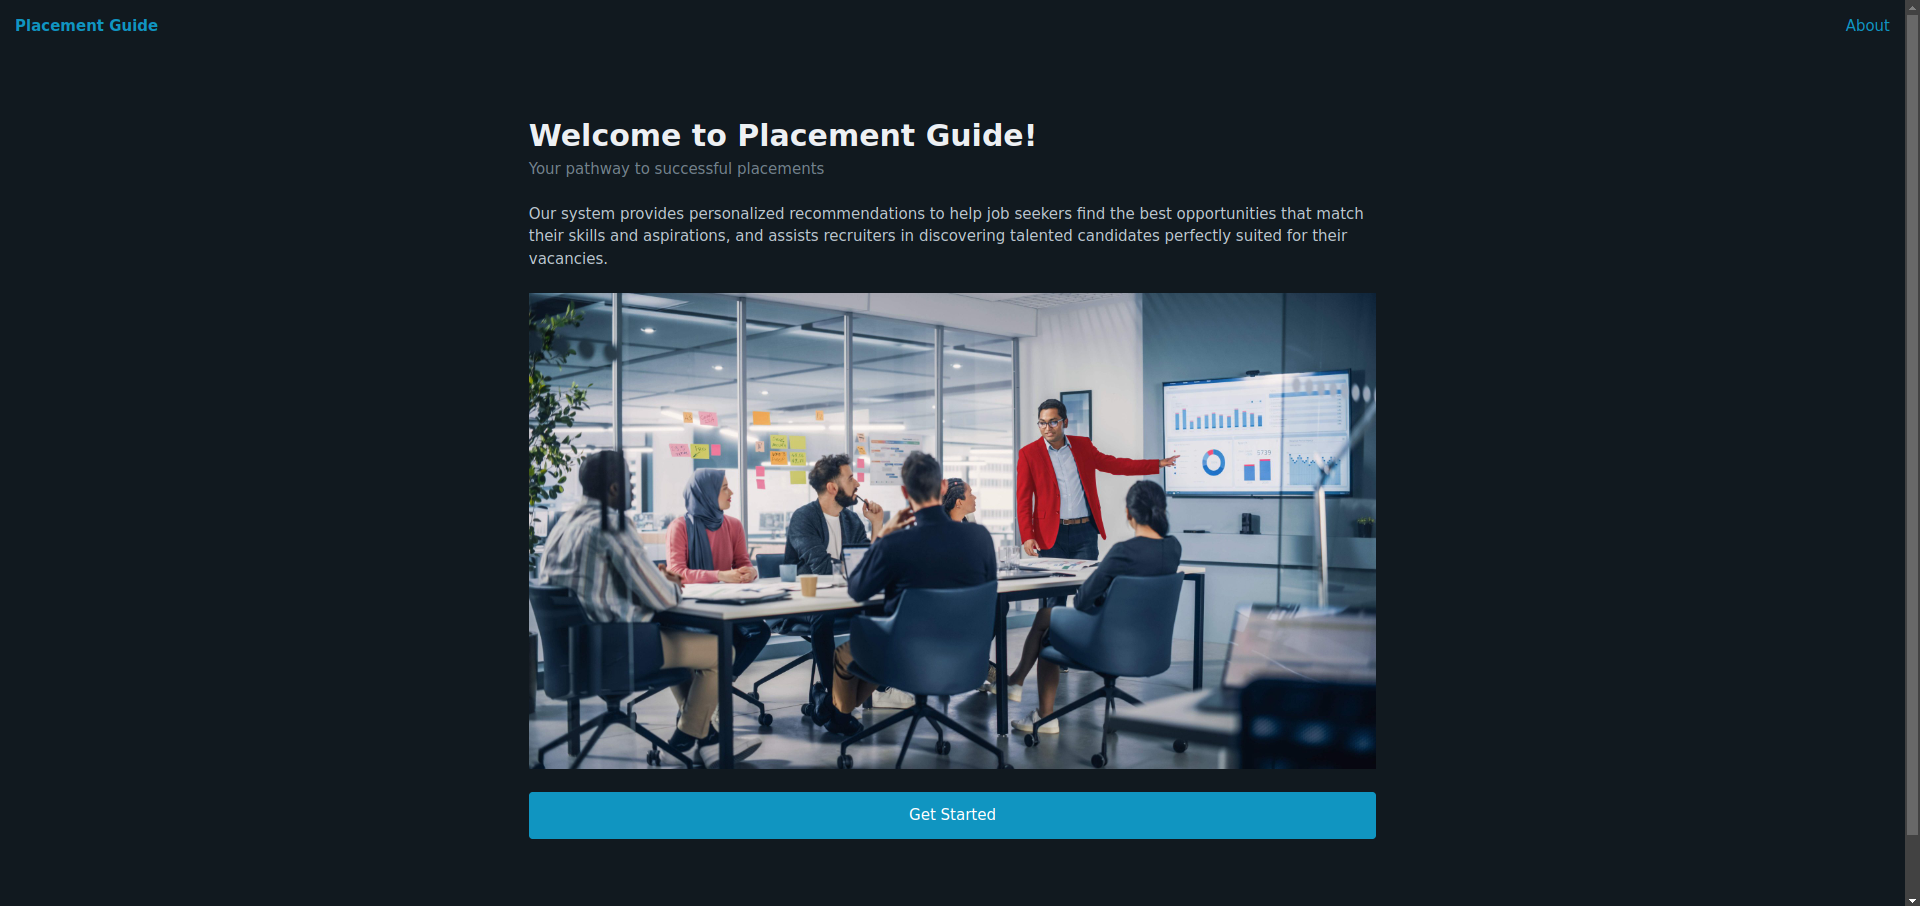 Placement Guide
About
Welcome to Placement Guide!
Your pathway to successful placements
Our system provides personalized recommendations to help job seekers find the best opportunities that match
their skills and aspirations, and assists recruiters in discovering talented candidates perfectly suited for their
vacancies.
Get Started